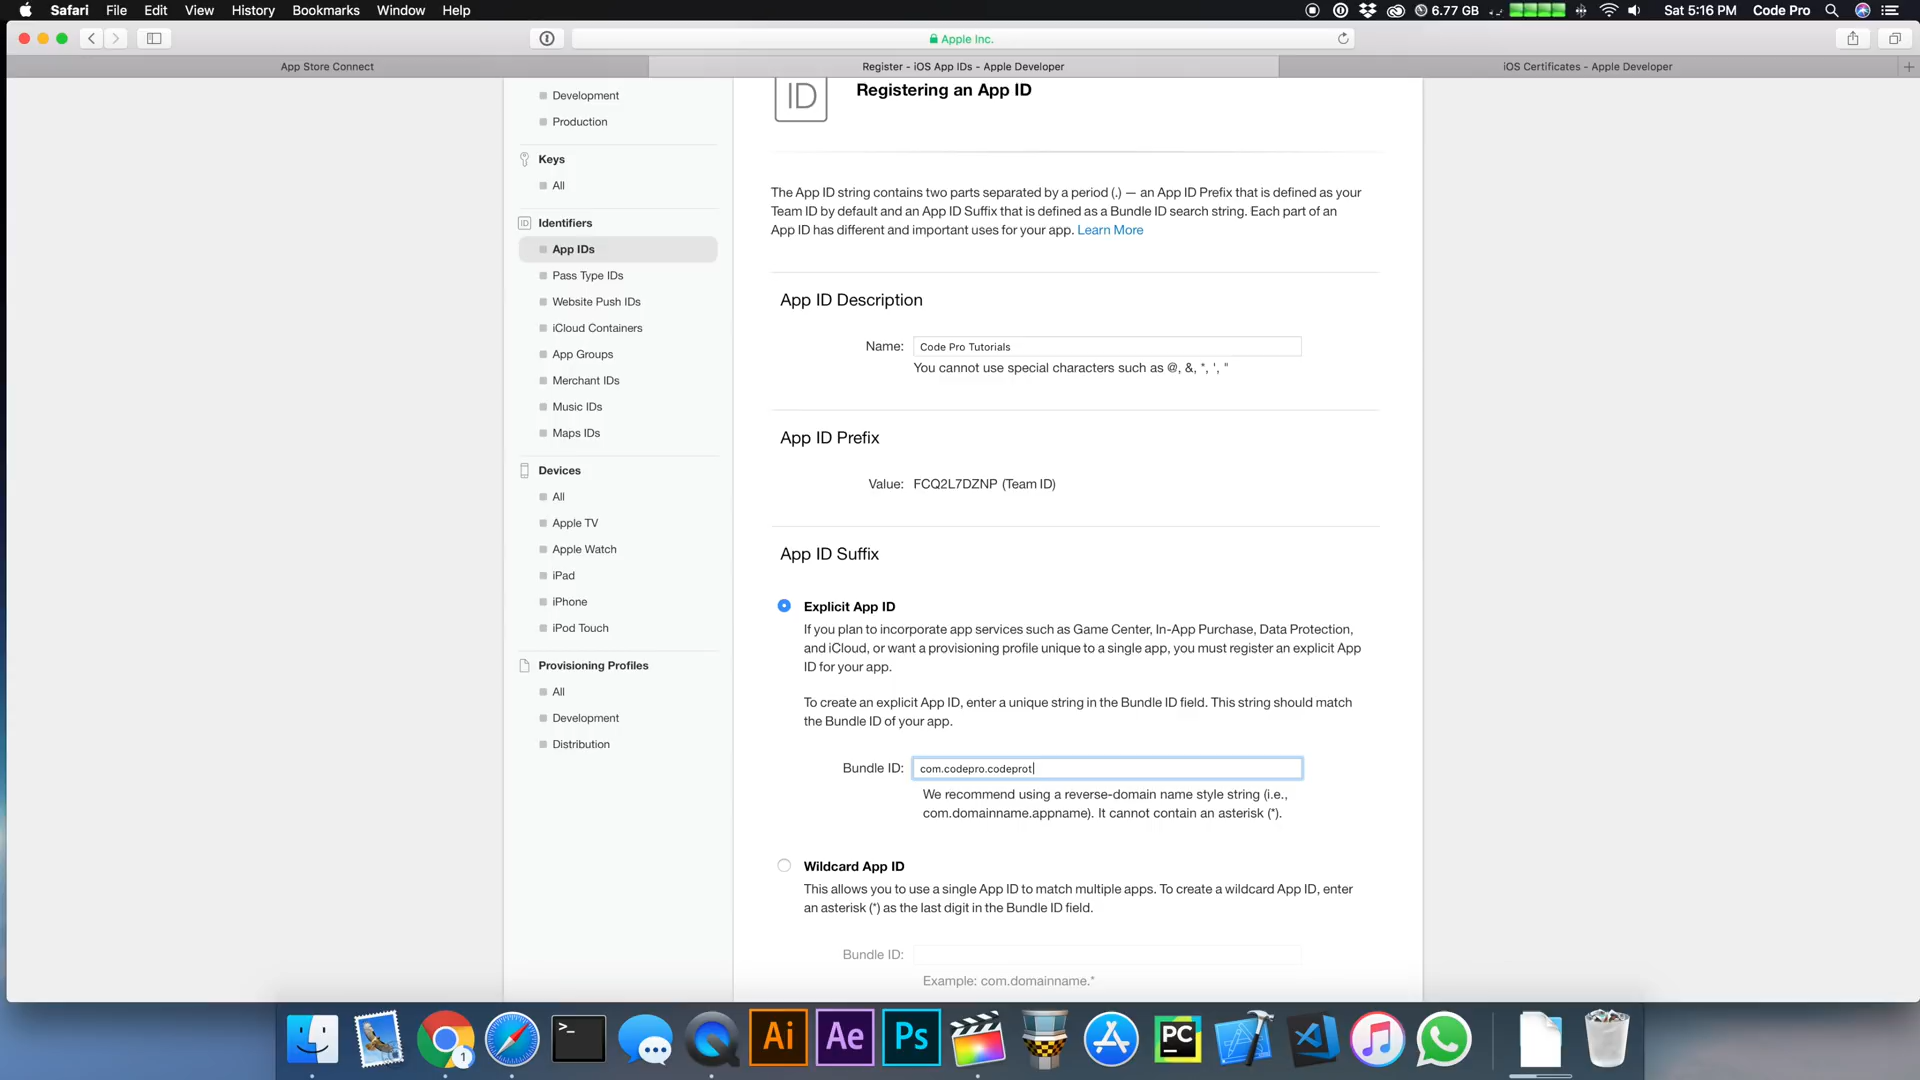 Safari File Edit View History Bookmarks Window Help 6.77 GB Sat 5:16 PM Code Pro
Apple Inc.
App Store Connect Register - iOS App IDs - Apple Developer iOS Certificates - Apple Developer
Development
Production
Keys
All
Identifiers
App IDs
Pass Type IDs
Website Push IDs
iCloud Containers
App Groups
Merchant IDs
Music IDs
Maps IDs
Devices
All
Apple TV
Apple Watch
iPad
iPhone
iPod Touch
Provisioning Profiles
All
Development
Distribution
ID
Registering an App ID
The App ID string contains two parts separated by a period (.) — an App ID Prefix that is defined as your
Team ID by default and an App ID Suffix that is defined as a Bundle ID search string. Each part of an
App ID has different and important uses for your app. Learn More
App ID Description
Name: Code Pro Tutorials
You cannot use special characters such as @, &, *, ', "
App ID Prefix
Value: FCQ2L7DZNP (Team ID)
App ID Suffix
Explicit App ID
If you plan to incorporate app services such as Game Center, In-App Purchase, Data Protection,
and iCloud, or want a provisioning profile unique to a single app, you must register an explicit App
ID for your app.
To create an explicit App ID, enter a unique string in the Bundle ID field. This string should match
the Bundle ID of your app.
Bundle ID: com.codepro.codeprot
We recommend using a reverse-domain name style string (i.e.,
com.domainname.appname). It cannot contain an asterisk (*).
Wildcard App ID
This allows you to use a single App ID to match multiple apps. To create a wildcard App ID, enter
an asterisk (*) as the last digit in the Bundle ID field.
Bundle ID:
Example: com.domainname.*
1 >_ Ai Ae Ps PC